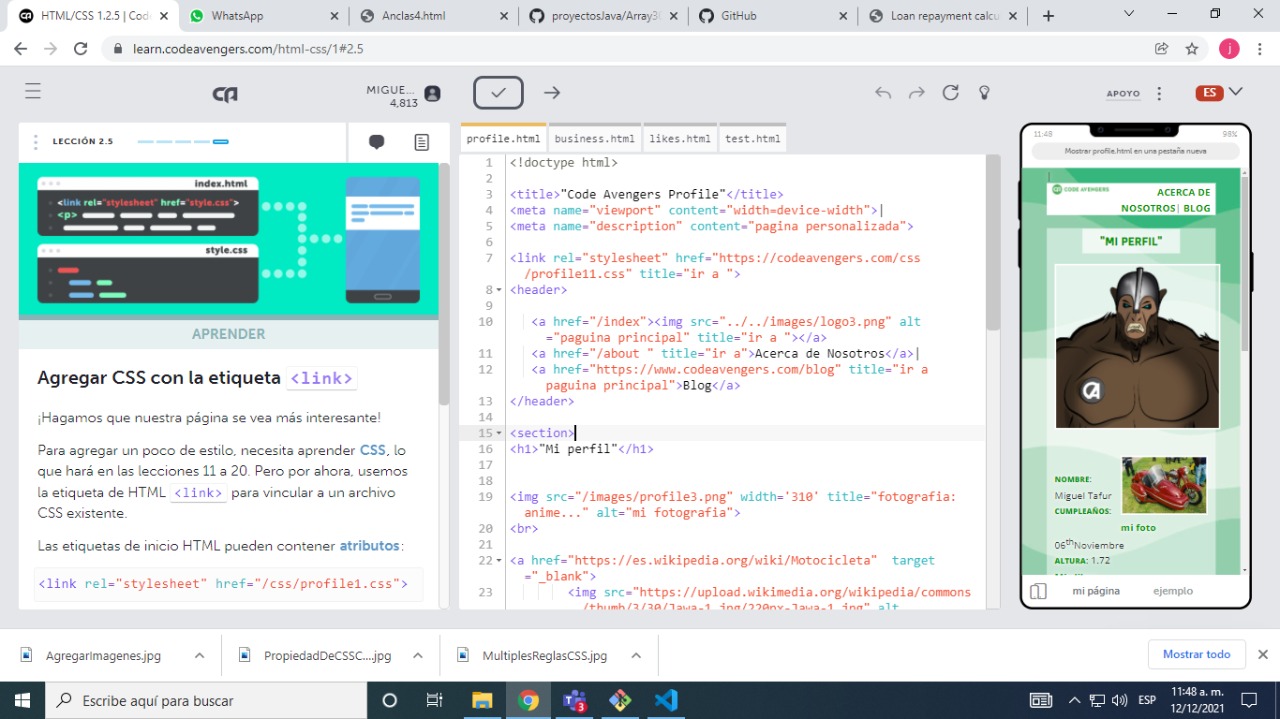 HTML/CSS 1.2.5 | Code
WhatsApp
Anclas4.html
proyectosJava/Array30
GitHub
Loan repayment calcu
learn.codeavengers.com/html-css/1#2.5
j
MIGUE...
4,813
APOYO
ES
LECCIÓN 2.5
index.html
<link rel="stylesheet" href="style.css">
<p>
style.css
APRENDER
Agregar CSS con la etiqueta <link>
¡Hagamos que nuestra página se vea más interesante!
Para agregar un poco de estilo, necesita aprender CSS, lo
que hará en las lecciones 11 a 20. Pero por ahora, usemos
la etiqueta de HTML <link> para vincular a un archivo
CSS existente.
Las etiquetas de inicio HTML pueden contener atributos:
<link rel="stylesheet" href="/css/profile1.css">
profile.html
business.html
likes.html
test.html
1 <!doctype html>
2
3 <title>"Code Avengers Profile"</title>
4 <meta name="viewport" content="width=device-width">|
5 <meta name="description" content="pagina personalizada">
6
7 <link rel="stylesheet" href="https://codeavengers.com/css
/profile11.css" title="ir a ">
8 <header>
9
10 <a href="/index"><img src="../../images/logo3.png" alt
="paguina principal" title="ir a "></a>
11 <a href="/about " title="ir a">Acerca de Nosotros</a>|
12 <a href="https://www.codeavengers.com/blog" title="ir a
paguina principal">Blog</a>
13 </header>
14
15 <section>
16 <h1>"Mi perfil"</h1>
17
18
19 <img src="/images/profile3.png" width='310' title="fotografia:
anime..." alt="mi fotografia">
20 <br>
21
22 <a href="https://es.wikipedia.org/wiki/Motocicleta" target
="_blank">
23 <img src="https://upload.wikimedia.org/wikipedia/commons
/thumb/3/30/Jawa-1.jpg/220px-Jawa-1.jpg" alt
11:48
98%
Mostrar profile.html en una pestaña nueva
CODE AVENGERS
ACERCA DE
NOSOTROS| BLOG
"MI PERFIL"
NOMBRE:
Miguel Tafur
CUMPLEAÑOS:
mi foto
06thNoviembre
ALTURA: 1.72
mi página
ejemplo
AgregarImagenes.jpg
PropiedadDeCSSC....jpg
MultiplesReglasCSS.jpg
Mostrar todo
Escribe aquí para buscar
3
ESP
11:48 a. m.
12/12/2021